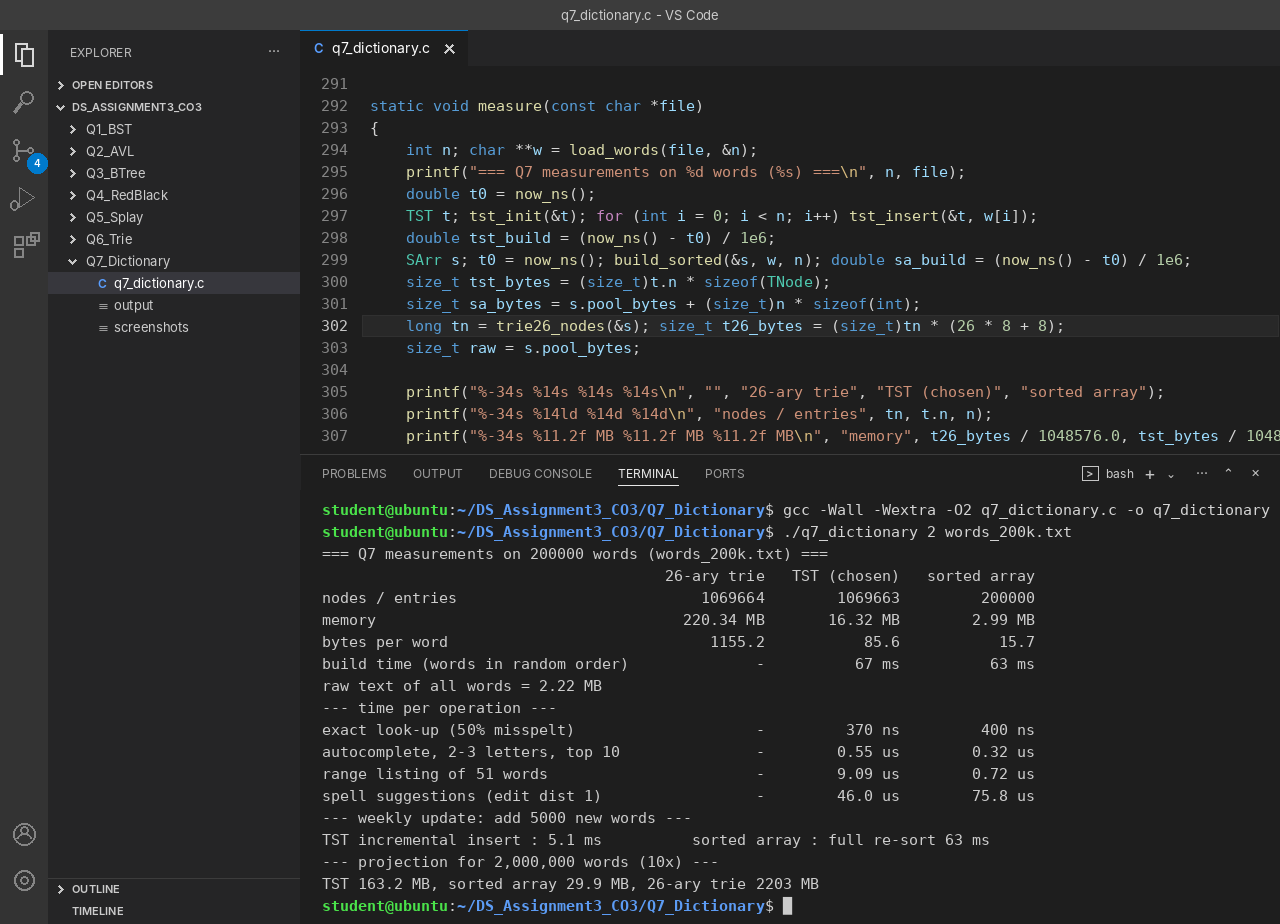 q7_dictionary.c - VS Code
EXPLORER
OPEN EDITORS
DS_ASSIGNMENT3_CO3
Q1_BST
Q2_AVL
Q3_BTree
Q4_RedBlack
Q5_Splay
Q6_Trie
Q7_Dictionary
C q7_dictionary.c
output
screenshots
OUTLINE
TIMELINE
4
C q7_dictionary.c
291
292 static void measure(const char *file)
293 {
294     int n; char **w = load_words(file, &n);
295     printf("=== Q7 measurements on %d words (%s) ===\n", n, file);
296     double t0 = now_ns();
297     TST t; tst_init(&t); for (int i = 0; i < n; i++) tst_insert(&t, w[i]);
298     double tst_build = (now_ns() - t0) / 1e6;
299     SArr s; t0 = now_ns(); build_sorted(&s, w, n); double sa_build = (now_ns() - t0) / 1e6;
300     size_t tst_bytes = (size_t)t.n * sizeof(TNode);
301     size_t sa_bytes = s.pool_bytes + (size_t)n * sizeof(int);
302     long tn = trie26_nodes(&s); size_t t26_bytes = (size_t)tn * (26 * 8 + 8);
303     size_t raw = s.pool_bytes;
304
305     printf("%-34s %14s %14s %14s\n", "", "26-ary trie", "TST (chosen)", "sorted array");
306     printf("%-34s %14ld %14d %14d\n", "nodes / entries", tn, t.n, n);
307     printf("%-34s %11.2f MB %11.2f MB %11.2f MB\n", "memory", t26_bytes / 1048576.0, tst_bytes / 1048
PROBLEMS OUTPUT DEBUG CONSOLE TERMINAL PORTS bash
student@ubuntu:~/DS_Assignment3_CO3/Q7_Dictionary$ gcc -Wall -Wextra -O2 q7_dictionary.c -o q7_dictionary
student@ubuntu:~/DS_Assignment3_CO3/Q7_Dictionary$ ./q7_dictionary 2 words_200k.txt
=== Q7 measurements on 200000 words (words_200k.txt) ===
26-ary trie TST (chosen) sorted array
nodes / entries 1069664 1069663 200000
memory 220.34 MB 16.32 MB 2.99 MB
bytes per word 1155.2 85.6 15.7
build time (words in random order) - 67 ms 63 ms
raw text of all words = 2.22 MB
--- time per operation ---
exact look-up (50% misspelt) - 370 ns 400 ns
autocomplete, 2-3 letters, top 10 - 0.55 us 0.32 us
range listing of 51 words - 9.09 us 0.72 us
spell suggestions (edit dist 1) - 46.0 us 75.8 us
--- weekly update: add 5000 new words ---
TST incremental insert : 5.1 ms sorted array : full re-sort 63 ms
--- projection for 2,000,000 words (10x) ---
TST 163.2 MB, sorted array 29.9 MB, 26-ary trie 2203 MB
student@ubuntu:~/DS_Assignment3_CO3/Q7_Dictionary$